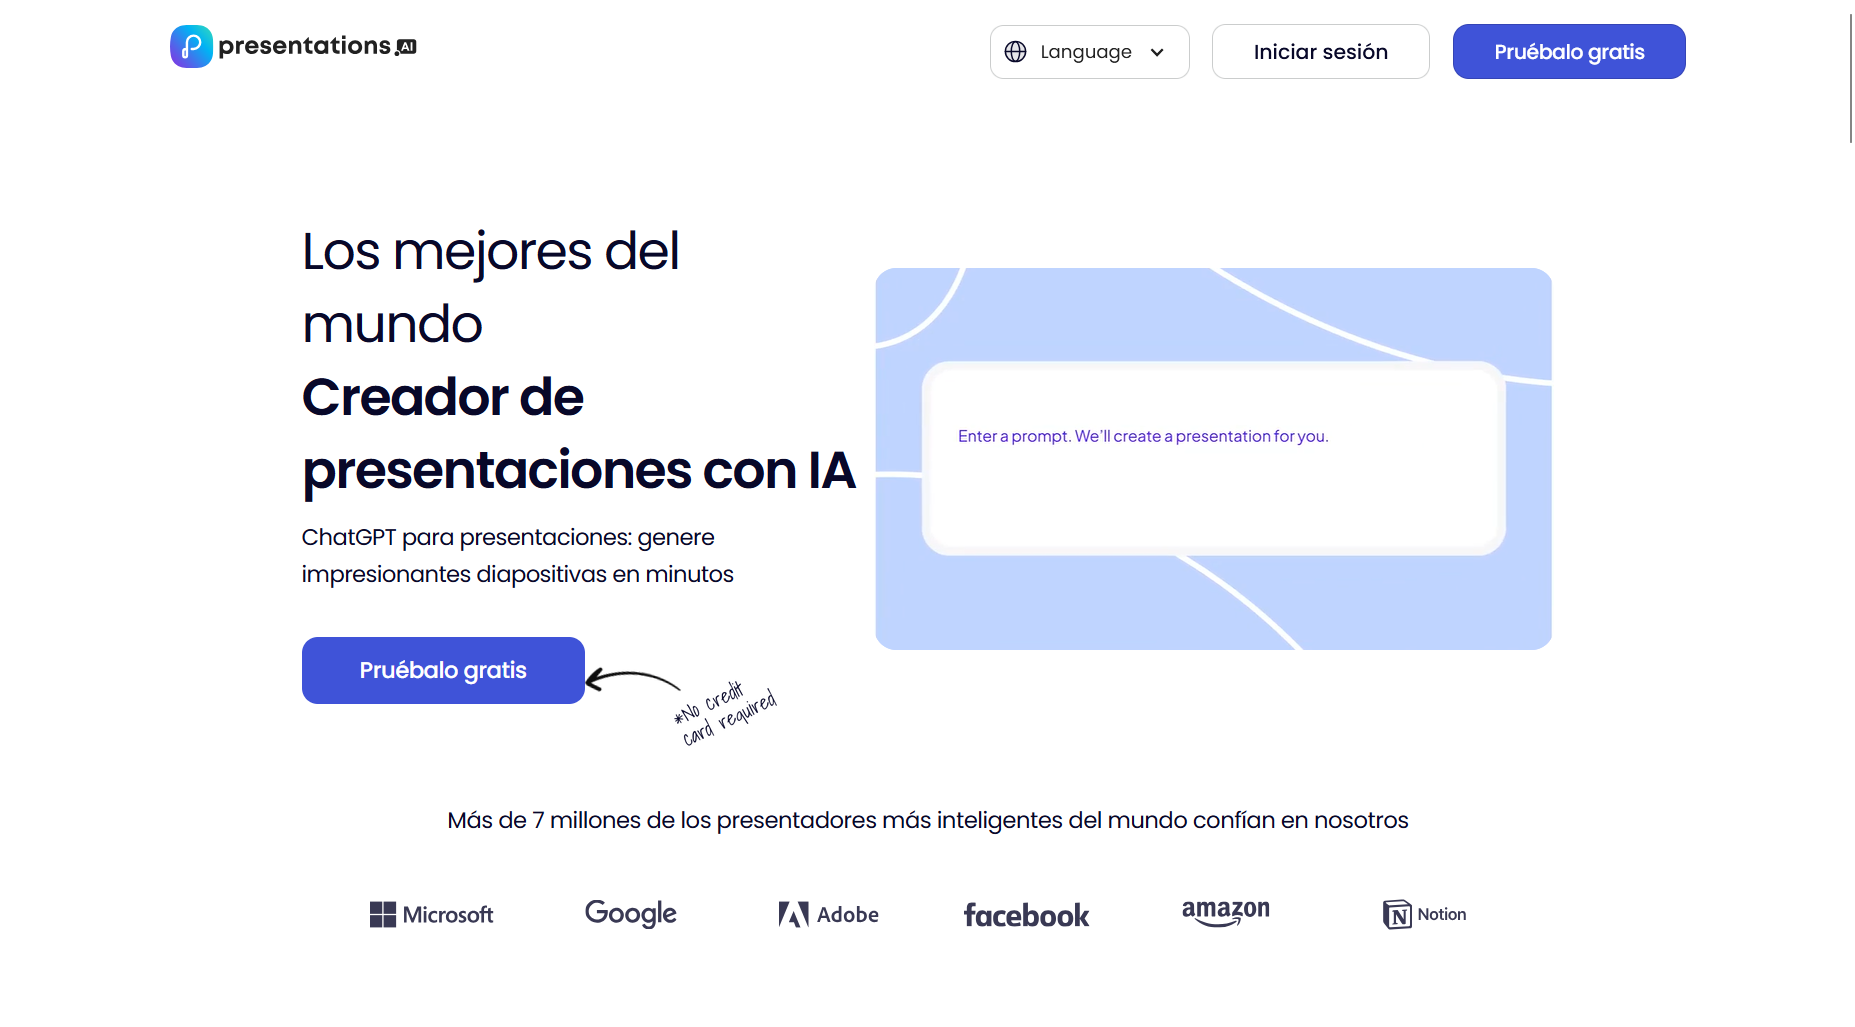 presentations.AI
Language
Iniciar sesión
Pruébalo gratis
Los mejores del
mundo
Creador de
presentaciones con IA
ChatGPT para presentaciones: genere
impresionantes diapositivas en minutos
Enter a prompt. We’ll create a presentation for you.
Pruébalo gratis
*No credit
card required
Más de 7 millones de los presentadores más inteligentes del mundo confían en nosotros
Microsoft
Google
Adobe
facebook
amazon
Notion